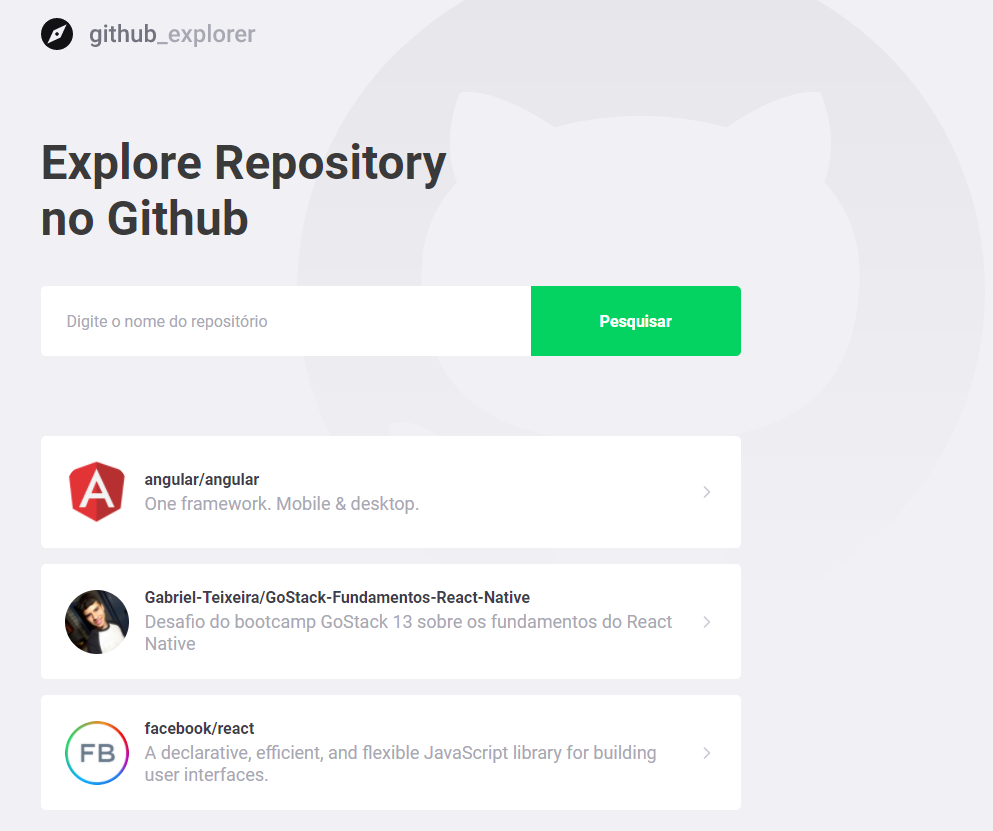 github_explorer
Explore Repository
no Github
Digite o nome do repositório
Pesquisar
angular/angular
One framework. Mobile & desktop.
Gabriel-Teixeira/GoStack-Fundamentos-React-Native
Desafio do bootcamp GoStack 13 sobre os fundamentos do React
Native
facebook/react
A declarative, efficient, and flexible JavaScript library for building
user interfaces.
A
FB